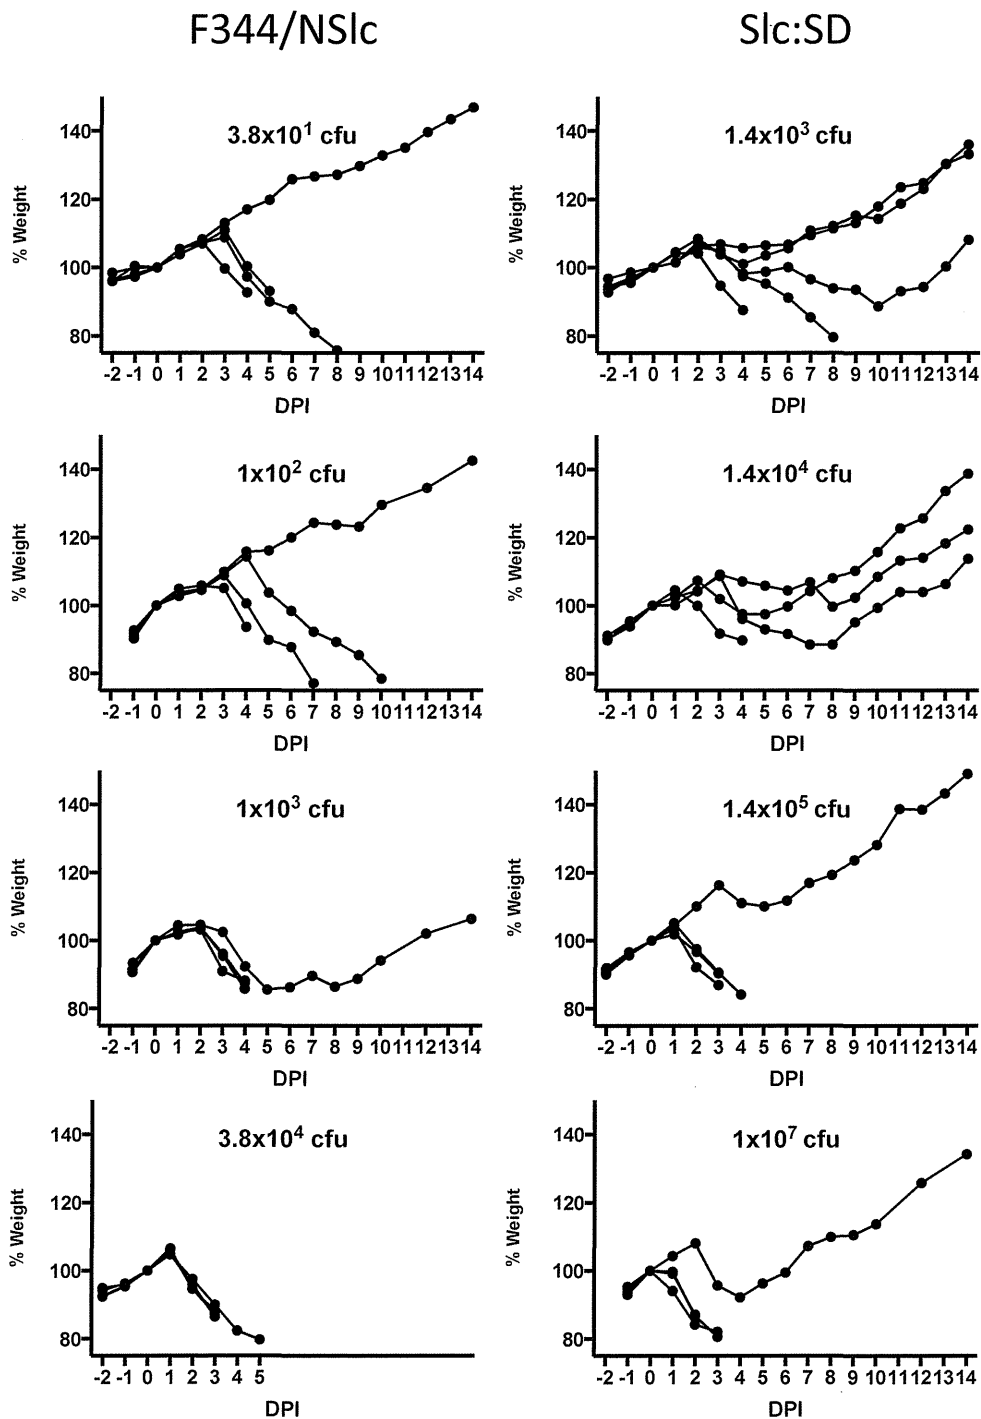 F344/NSlc
Slc:SD
3.8x10¹ cfu
% Weight
140
120
100
80
-2 -1 0 1 2 3 4 5 6 7 8 9 10 11 12 13 14
DPI
1.4x10³ cfu
% Weight
140
120
100
80
-2 -1 0 1 2 3 4 5 6 7 8 9 10 11 12 13 14
DPI
1x10² cfu
% Weight
140
120
100
80
-2 -1 0 1 2 3 4 5 6 7 8 9 10 11 12 13 14
DPI
1.4x10⁴ cfu
% Weight
140
120
100
80
-2 -1 0 1 2 3 4 5 6 7 8 9 10 11 12 13 14
DPI
1x10³ cfu
% Weight
140
120
100
80
-2 -1 0 1 2 3 4 5 6 7 8 9 10 11 12 13 14
DPI
1.4x10⁵ cfu
% Weight
140
120
100
80
-2 -1 0 1 2 3 4 5 6 7 8 9 10 11 12 13 14
DPI
3.8x10⁴ cfu
% Weight
140
120
100
80
-2 -1 0 1 2 3 4 5
DPI
1x10⁷ cfu
% Weight
140
120
100
80
-2 -1 0 1 2 3 4 5 6 7 8 9 10 11 12 13 14
DPI